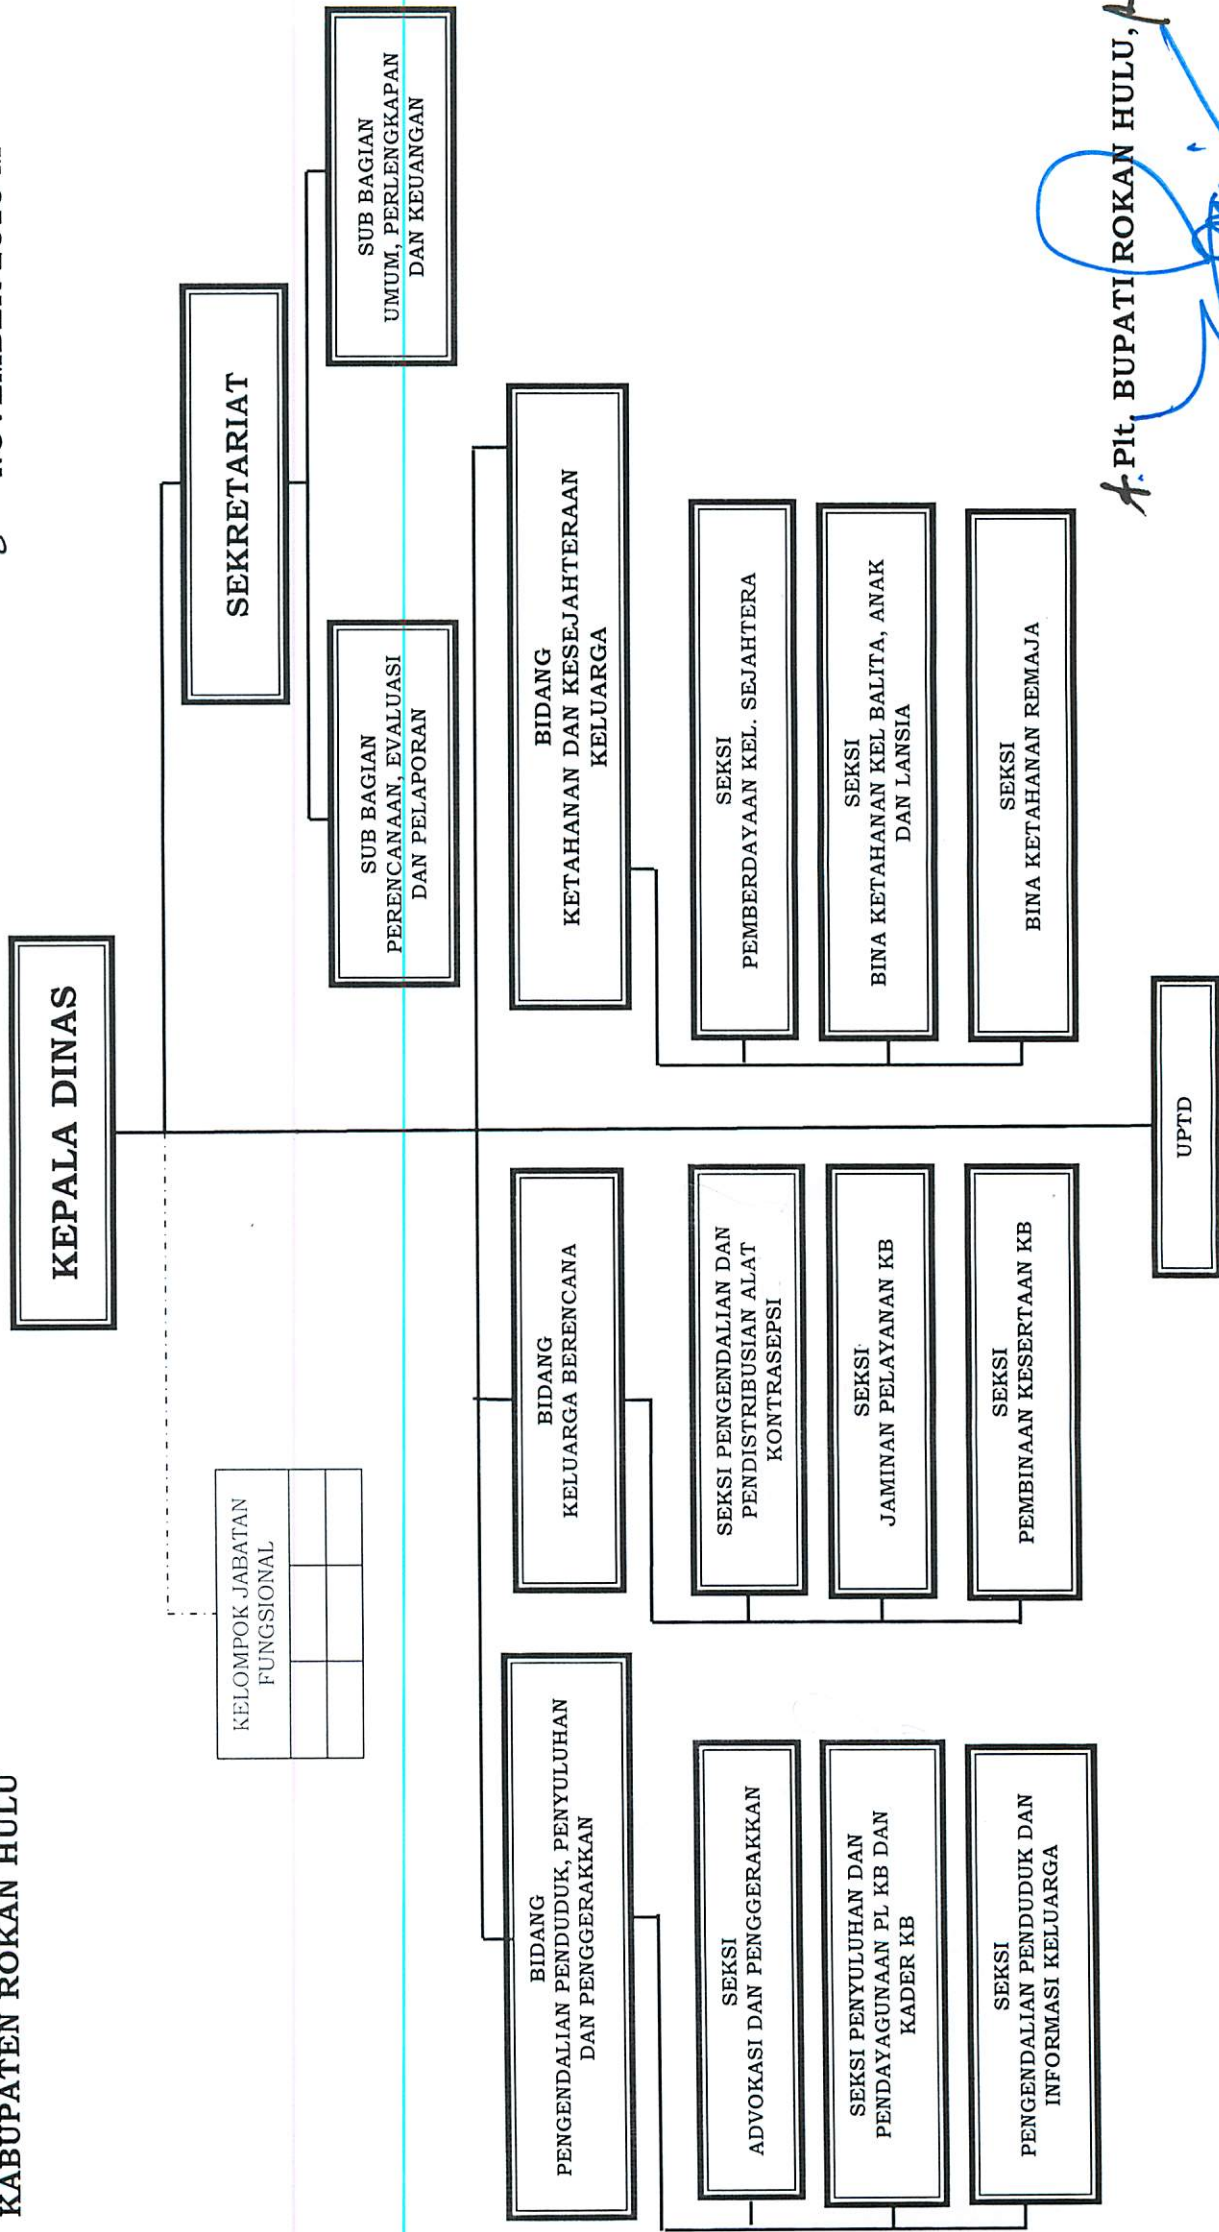 KABUPATEN ROKAN HULU
KEPALA DINAS
KELOMPOK JABATAN
FUNGSIONAL
SEKRETARIAT
SUB BAGIAN
PERENCANAAN, EVALUASI
DAN PELAPORAN
SUB BAGIAN
UMUM, PERLENGKAPAN
DAN KEUANGAN
BIDANG
PENGENDALIAN PENDUDUK, PENYULUHAN
DAN PENGGERAKKAN
BIDANG
KELUARGA BERENCANA
BIDANG
KETAHANAN DAN KESEJAHTERAAN
KELUARGA
SEKSI
ADVOKASI DAN PENGGERAKKAN
SEKSI PENYULUHAN DAN
PENDAYAGUNAAN PL KB DAN
KADER KB
SEKSI
PENGENDALIAN PENDUDUK DAN
INFORMASI KELUARGA
SEKSI PENGENDALIAN DAN
PENDISTRIBUSIAN ALAT
KONTRASEPSI
SEKSI
JAMINAN PELAYANAN KB
SEKSI
PEMBINAAN KESERTAAN KB
SEKSI
PEMBERDAYAAN KEL. SEJAHTERA
SEKSI
BINA KETAHANAN KEL BALITA, ANAK
DAN LANSIA
SEKSI
BINA KETAHANAN REMAJA
UPTD
Plt. BUPATI ROKAN HULU,